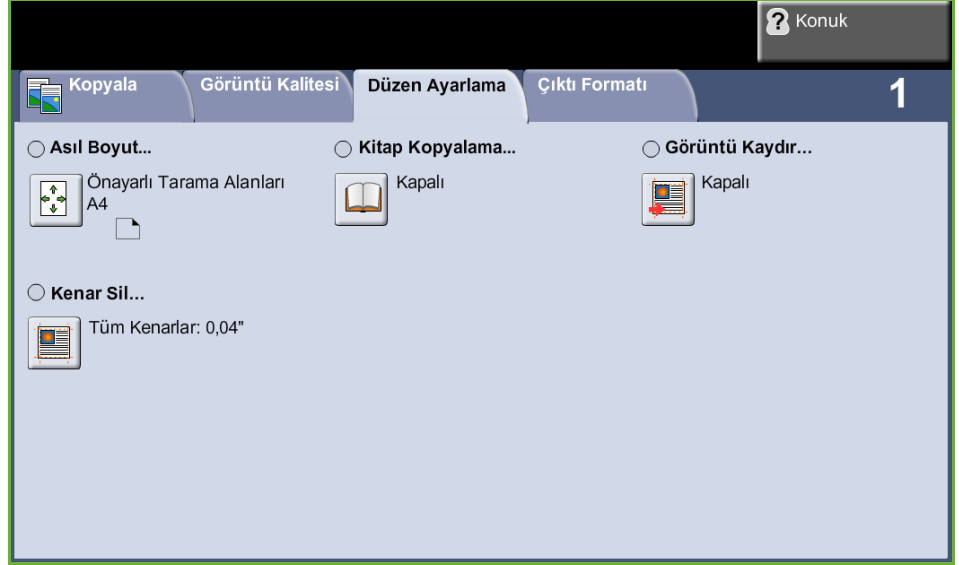 ? Konuk
Kopyala
Görüntü Kalitesi
Düzen Ayarlama
Çıktı Formatı
1
Asıl Boyut...
Önayarlı Tarama Alanları
A4
Kitap Kopyalama...
Kapalı
Görüntü Kaydır...
Kapalı
Kenar Sil...
Tüm Kenarlar: 0,04"